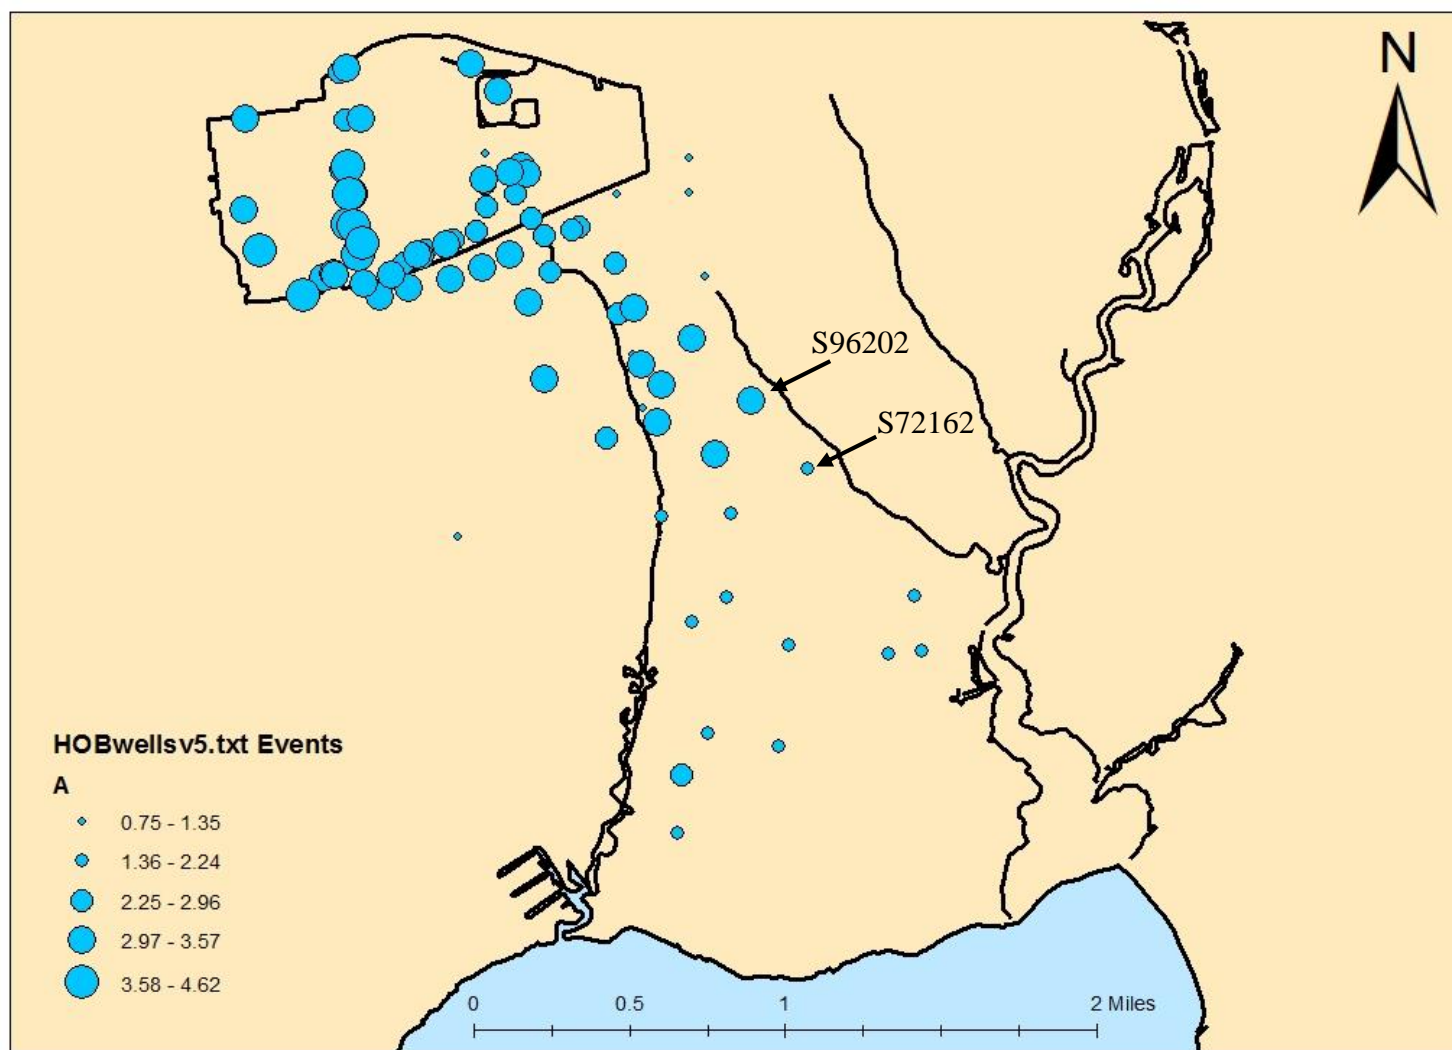 N
S96202
S72162
HOBwellsv5.txt Events
A
0.75 - 1.35
1.36 - 2.24
2.25 - 2.96
2.97 - 3.57
3.58 - 4.62
0 0.5 1 2 Miles